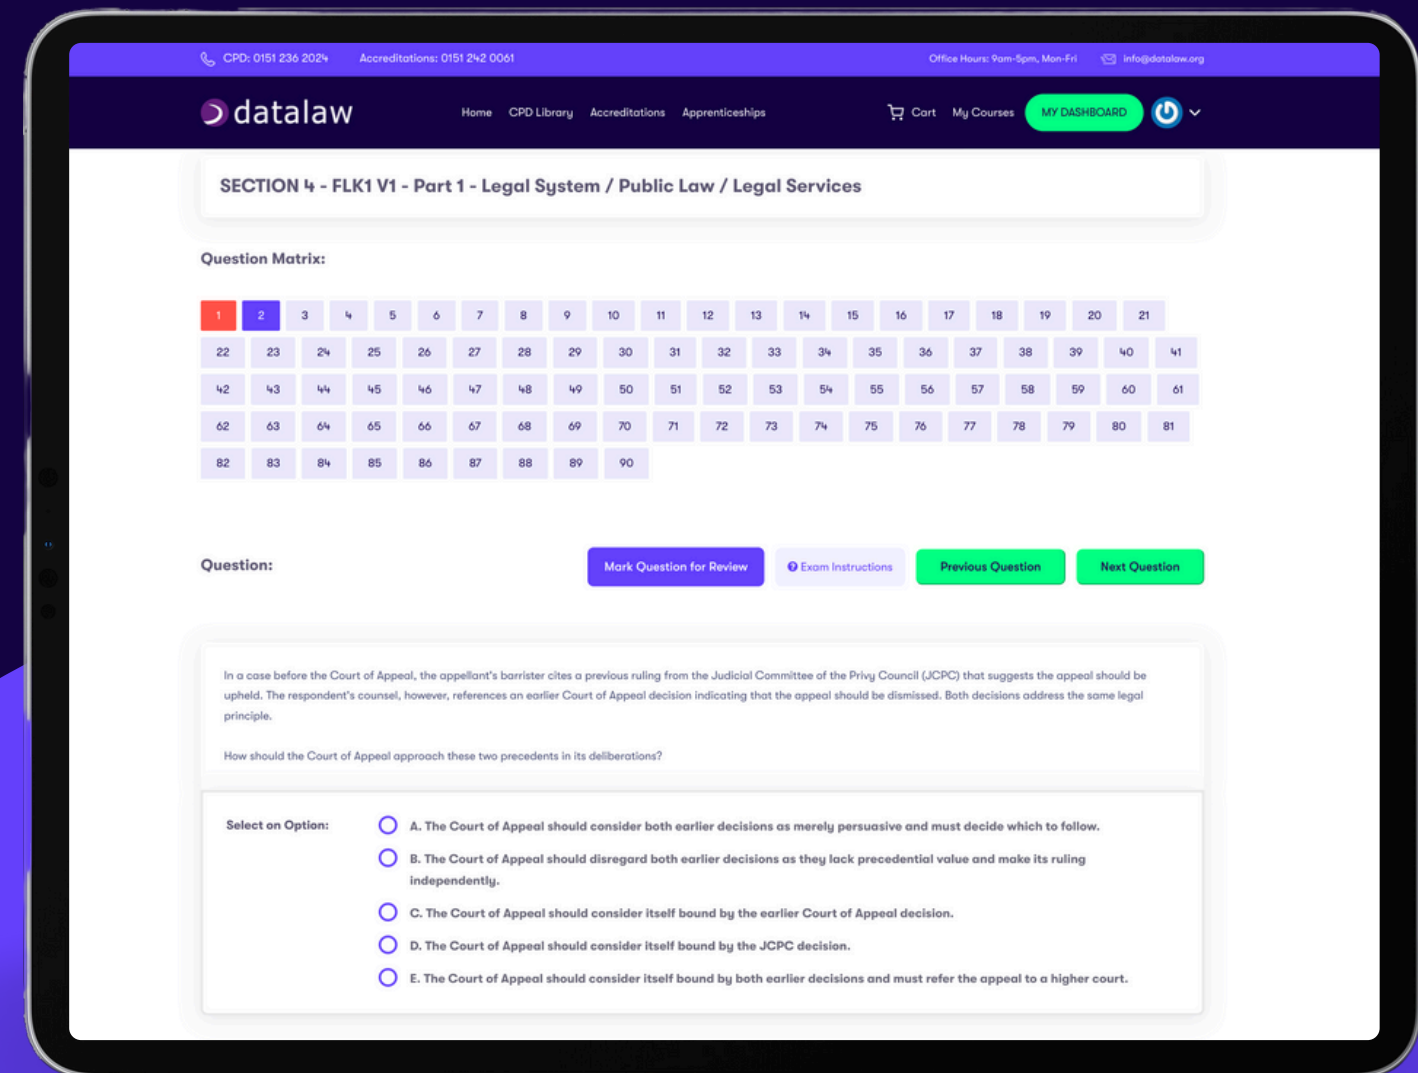 CPD: 0151 236 2024 Accreditations: 0151 242 0061 Office Hours: 9am-5pm, Mon-Fri info@datalaw.org
datalaw Home CPD Library Accreditations Apprenticeships Cart My Courses MY DASHBOARD
SECTION 4 - FLK1 V1 - Part 1 - Legal System / Public Law / Legal Services
Question Matrix:
1 2 3 4 5 6 7 8 9 10 11 12 13 14 15 16 17 18 19 20 21
22 23 24 25 26 27 28 29 30 31 32 33 34 35 36 37 38 39 40 41
42 43 44 45 46 47 48 49 50 51 52 53 54 55 56 57 58 59 60 61
62 63 64 65 66 67 68 69 70 71 72 73 74 75 76 77 78 79 80 81
82 83 84 85 86 87 88 89 90
Question: Mark Question for Review Exam Instructions Previous Question Next Question
In a case before the Court of Appeal, the appellant's barrister cites a previous ruling from the Judicial Committee of the Privy Council (JCPC) that suggests the appeal should be
upheld. The respondent's counsel, however, references an earlier Court of Appeal decision indicating that the appeal should be dismissed. Both decisions address the same legal
principle.
How should the Court of Appeal approach these two precedents in its deliberations?
Select on Option: A. The Court of Appeal should consider both earlier decisions as merely persuasive and must decide which to follow.
B. The Court of Appeal should disregard both earlier decisions as they lack precedential value and make its ruling
independently.
C. The Court of Appeal should consider itself bound by the earlier Court of Appeal decision.
D. The Court of Appeal should consider itself bound by the JCPC decision.
E. The Court of Appeal should consider itself bound by both earlier decisions and must refer the appeal to a higher court.